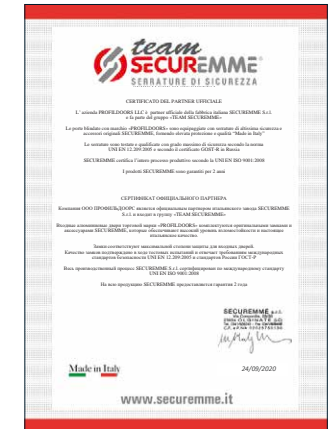 team
SECUREMME®
SERRATURE DI SICUREZZA
CERTIFICATO DEL PARTNER UFFICIALE
L' azienda PROFILDOORS LLC è partner ufficiale della fabbrica italiana SECUREMME S.r.l.
e fa parte del gruppo «TEAM SECUREMME»
Le porte blindate con marchio «PROFILDOORS» sono equipaggiate con serrature di altissima sicurezza e
accessori originali SECUREMME, fornendo elevata protezione e qualità "Made in Italy"
Le serrature sono testate e qualificate con grado massimo di sicurezza secondo la norma
UNI EN 12.209:2005 e secondo il certificato GOST-R in Russia
SECUREMME certifica l'intero processo produttivo secondo la UNI EN ISO 9001:2008
I prodotti SECUREMME sono garantiti per 2 anni
СЕРТИФИКАТ ОФИЦИАЛЬНОГО ПАРТНЕРА
Компания ООО ПРОФИЛЬДОРС является официальным партнером итальянского завода SECUREMME
S.r.l. и входит в группу «TEAM SECUREMME»
Входные алюминиевые двери торговой марки «PROFILDOORS» комплектуются оригинальными замками и
аксессуарами SECUREMME, которые обеспечивают высокий уровень взломостойкости и настоящее
итальянское качество.
Замки соответствуют максимальной степени защиты для входных дверей.
Качество замков подтверждено в ходе тестовых испытаний и отвечает требованиям международных
стандартов безопасности UNI EN 12.209:2005 и стандартов России ГОСТ-Р
Весь производственный процесс SECUREMME S.r.l. сертифицирован по международному стандарту
UNI EN ISO 9001:2008
На всю продукцию SECUREMME предоставляется гарантия 2 года.
SECUREMME s.r.l.
Made in Italy
24/09/2020
www.securemme.it